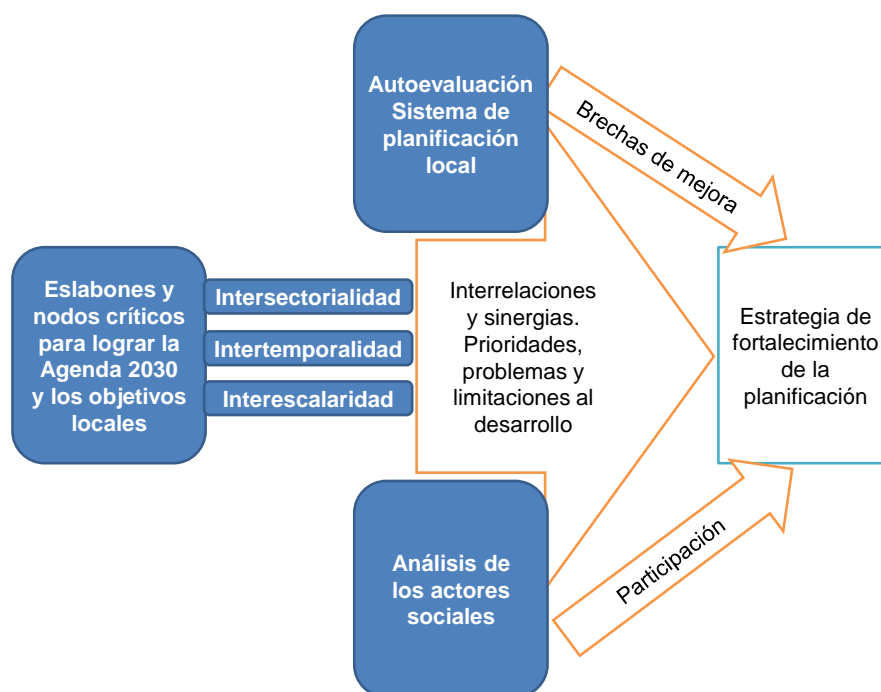 Autoevaluación
Sistema de
planificación
local
Brechas de mejora
Eslabones y
nodos críticos
para lograr la
Agenda 2030
y los objetivos
locales
Intersectorialidad
Intertemporalidad
Interescalaridad
Interrelaciones
y sinergias.
Prioridades,
problemas y
limitaciones al
desarrollo
Estrategia de
fortalecimiento
de la
planificación
Análisis de
los actores
sociales
Participación